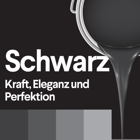 Schwarz
Kraft, Eleganz und
Perfektion